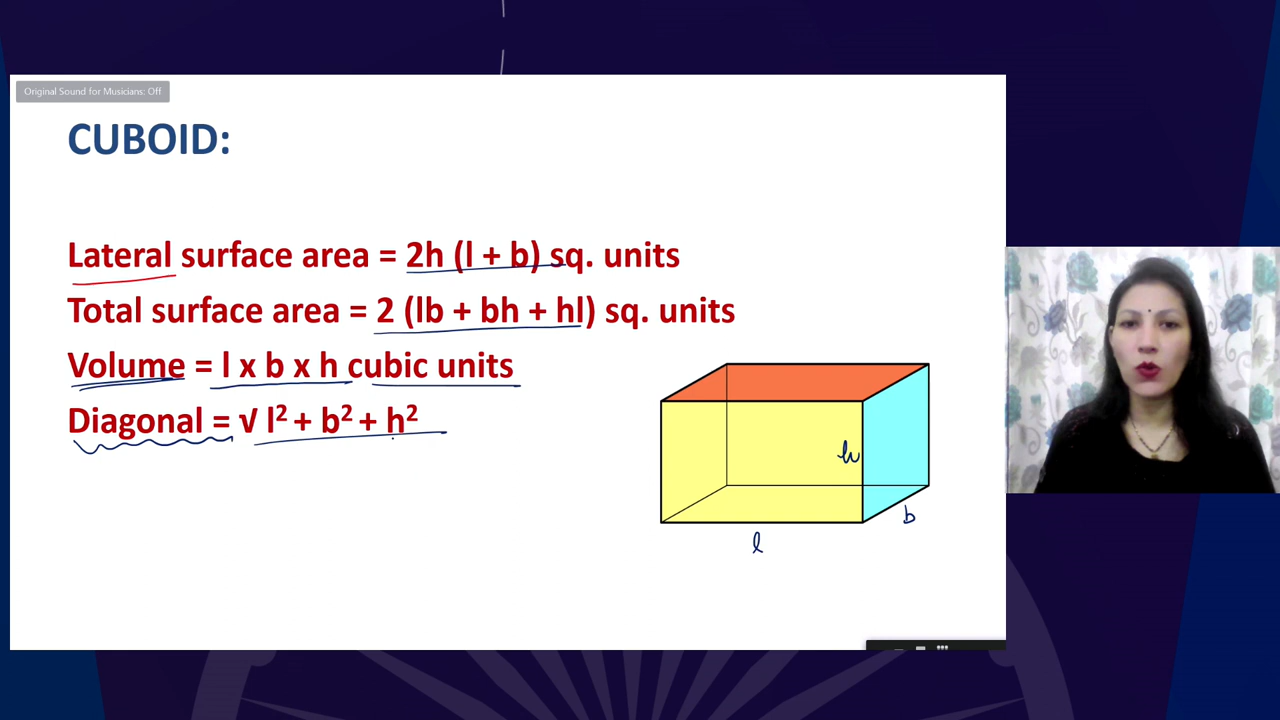 Original Sound for Musicians: Off
CUBOID:
Lateral surface area = 2h (l + b) sq. units
Total surface area = 2 (lb + bh + hl) sq. units
Volume = l x b x h cubic units
Diagonal = √ l² + b² + h²
h
b
l